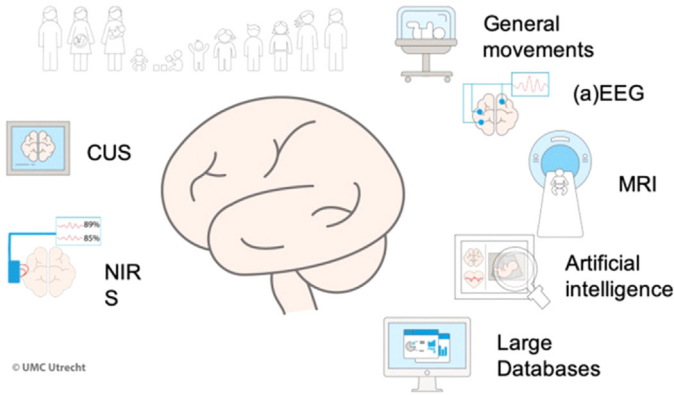 General
movements
(a)EEG
CUS
MRI
89%
85%
NIR
S
Artificial
intelligence
Large
Databases
© UMC Utrecht